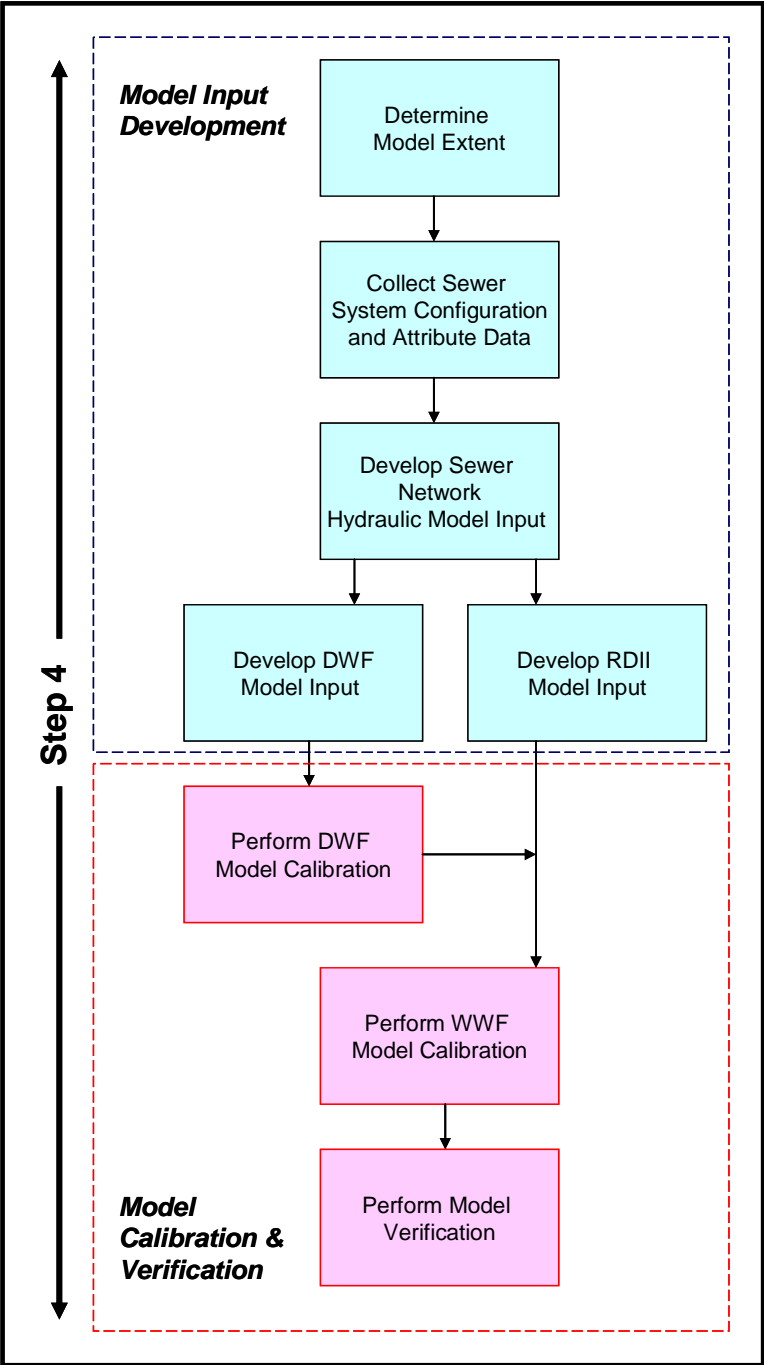 Model Input
Development
Determine
Model Extent
Collect Sewer
System Configuration
and Attribute Data
Develop Sewer
Network
Hydraulic Model Input
Develop DWF
Model Input
Develop RDII
Model Input
Step 4
Perform DWF
Model Calibration
Perform WWF
Model Calibration
Perform Model
Verification
Model
Calibration &
Verification